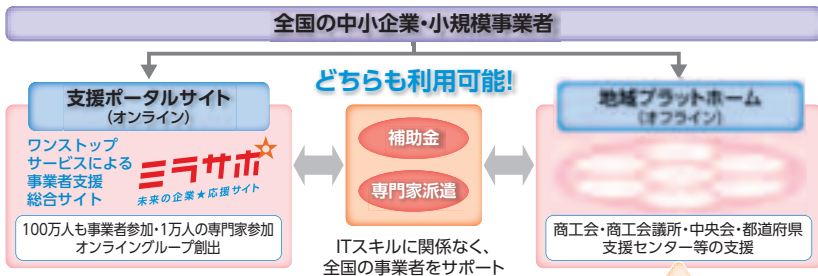 全国の中小企業・小規模事業者
どちらも利用可能!
支援ポータルサイト
(オンライン)
ワンストップ
サービスによる
事業者支援
総合サイト
ミラサポ
未来の企業★応援サイト
100万人も事業者参加・1万人の専門家参加
オンライングループ創出
補助金
専門家派遣
ITスキルに関係なく、
全国の事業者をサポート
地域プラットホーム
(オフライン)
商工会・商工会議所・中央会・都道府県
支援センター等の支援